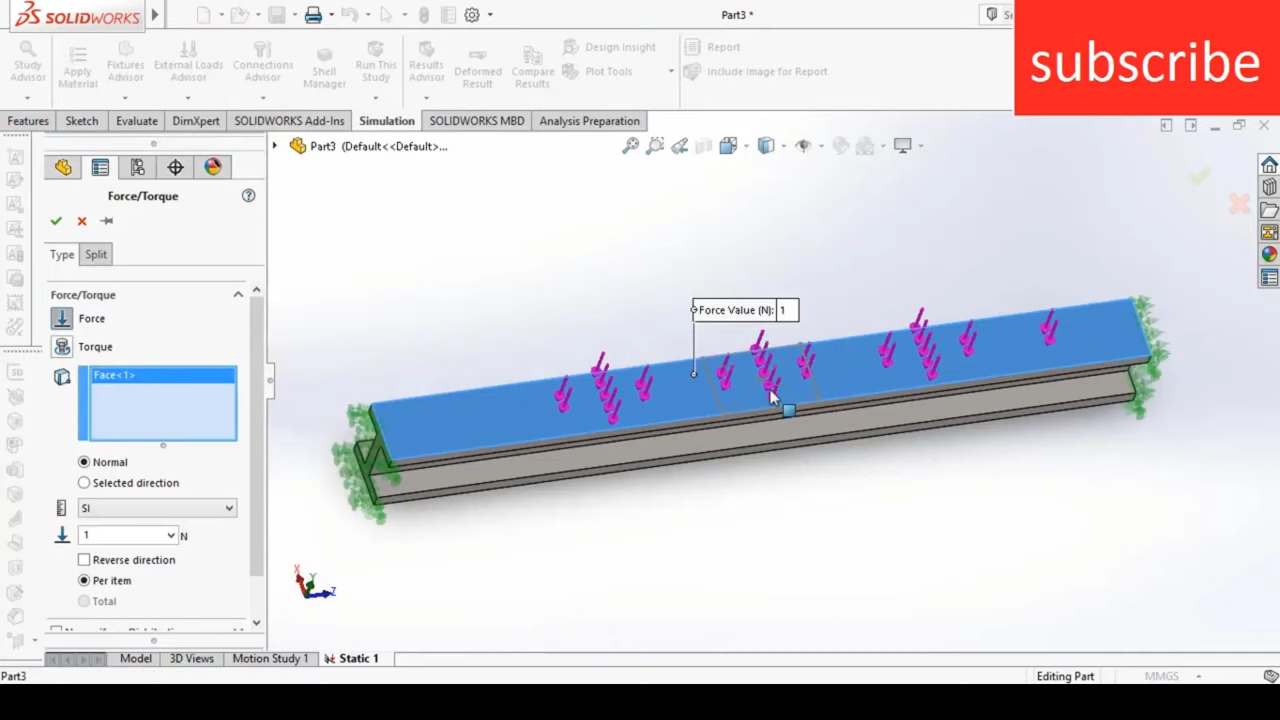 SOLIDWORKS
Part3 *
Se
subscribe
Study
Advisor
Apply
Material
Fixtures
Advisor
External Loads
Advisor
Connections
Advisor
Shell
Manager
Run This
Study
Results
Advisor
Deformed
Result
Compare
Results
Design Insight
Plot Tools
Report
Include Image for Report
Features
Sketch
Evaluate
DimXpert
SOLIDWORKS Add-Ins
Simulation
SOLIDWORKS MBD
Analysis Preparation
Part3 (Default<<Default>...
Force/Torque
Type
Split
Force/Torque
Force
Torque
Face<1>
Normal
Selected direction
SI
1
N
Reverse direction
Per item
Total
Force Value (N): 1
X
Y
Z
Model
3D Views
Motion Study 1
Static 1
Part3
Editing Part
MMGS